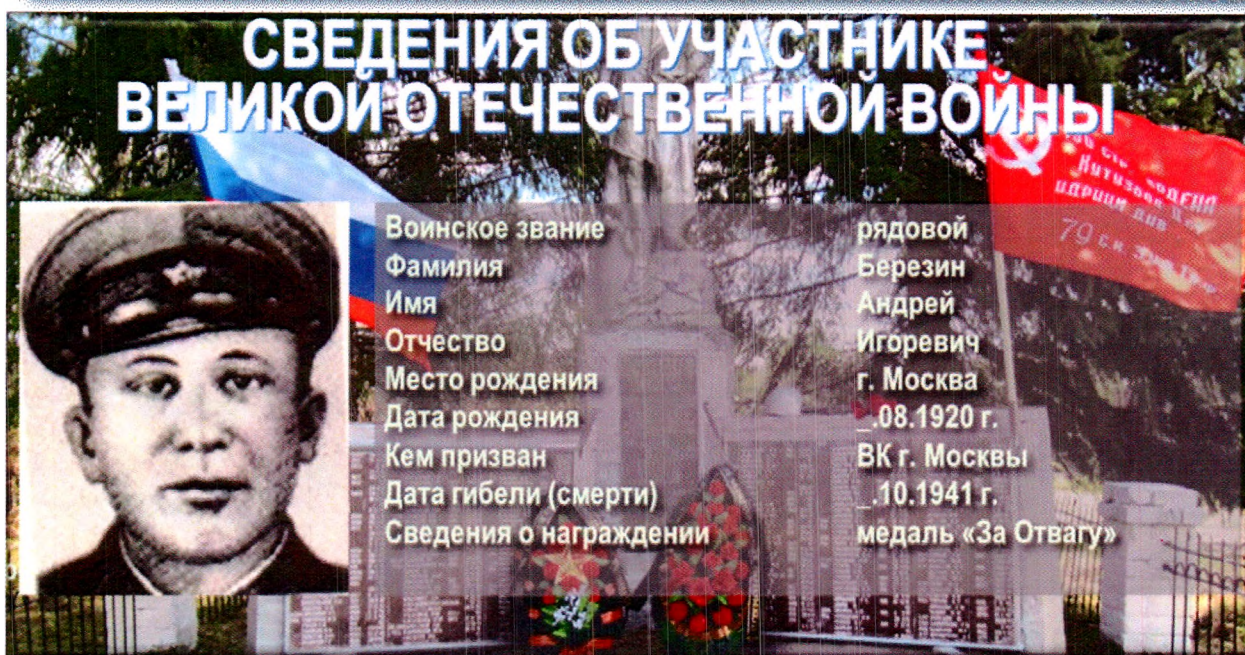 СВЕДЕНИЯ ОБ УЧАСТНИКЕ
ВЕЛИКОЙ ОТЕЧЕСТВЕННОЙ ВОЙНЫ
Воинское звание рядовой
Фамилия Березин
Имя Андрей
Отчество Игоревич
Место рождения г. Москва
Дата рождения _.08.1920 г.
Кем призван ВК г. Москвы
Дата гибели (смерти) _.10.1941 г.
Сведения о награждении медаль «За Отвагу»
79 с.к.